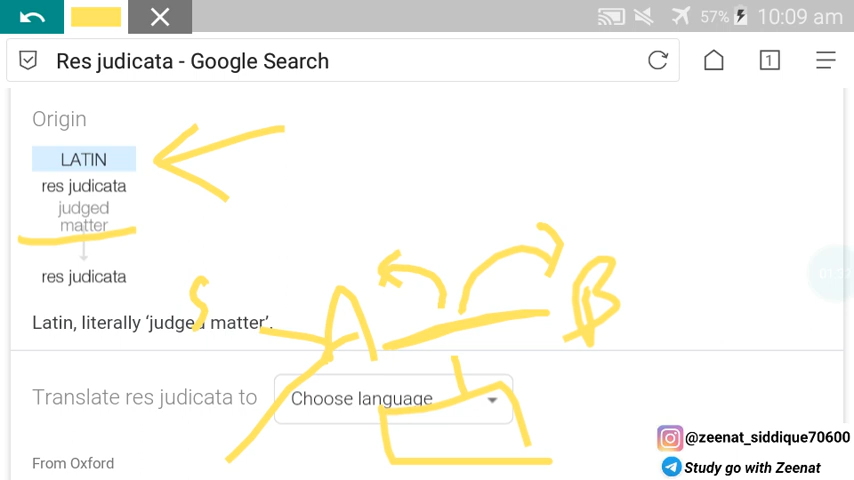 57% 10:09 am
Res judicata - Google Search
1
Origin
LATIN
res judicata
judged
matter
res judicata
S
A B
Latin, literally ‘judged matter’.
Translate res judicata to Choose language
From Oxford
@zeenat_siddique70600
Study go with Zeenat